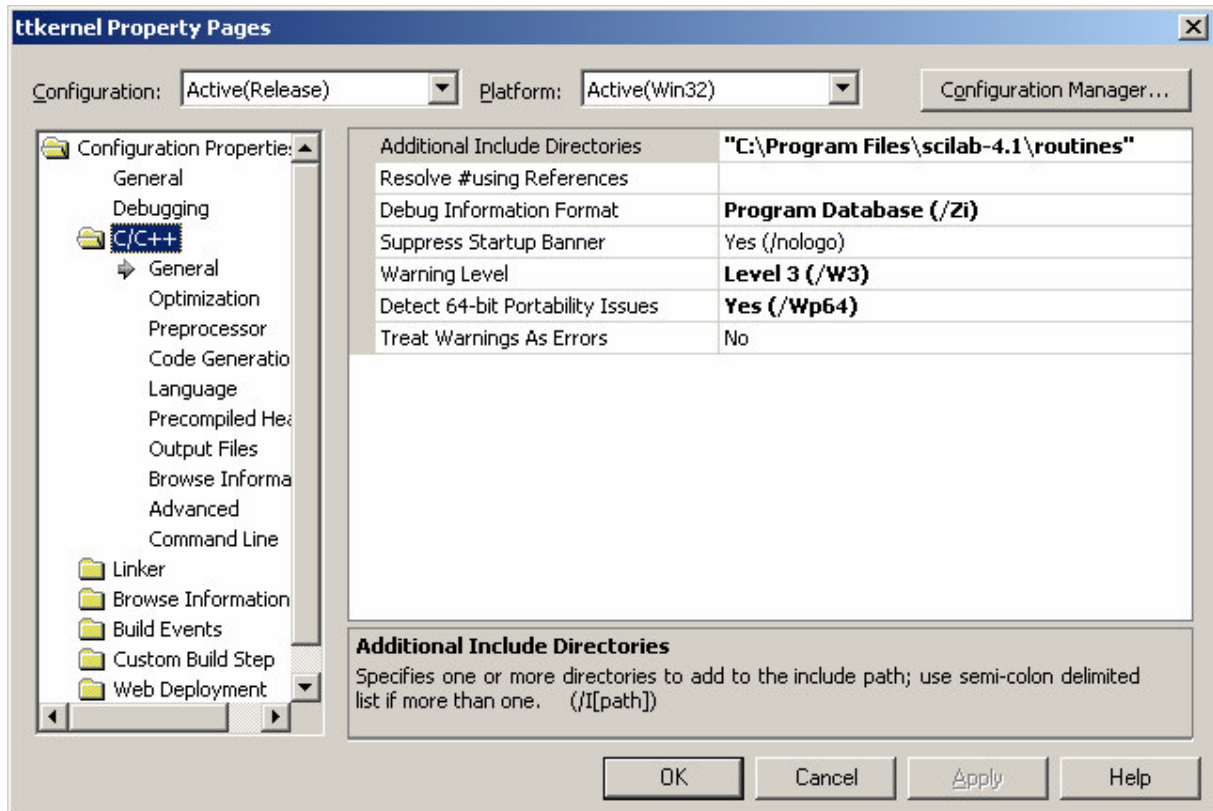 ttkernel Property Pages
Configuration: Active(Release) Platform: Active(Win32) Configuration Manager...
Configuration Properties
General
Debugging
C/C++
General
Optimization
Preprocessor
Code Generatio
Language
Precompiled Hea
Output Files
Browse Informa
Advanced
Command Line
Linker
Browse Information
Build Events
Custom Build Step
Web Deployment
Additional Include Directories "C:\Program Files\scilab-4.1\routines"
Resolve #using References
Debug Information Format Program Database (/Zi)
Suppress Startup Banner Yes (/nologo)
Warning Level Level 3 (/W3)
Detect 64-bit Portability Issues Yes (/Wp64)
Treat Warnings As Errors No
Additional Include Directories
Specifies one or more directories to add to the include path; use semi-colon delimited
list if more than one. (/I[path])
OK Cancel Apply Help